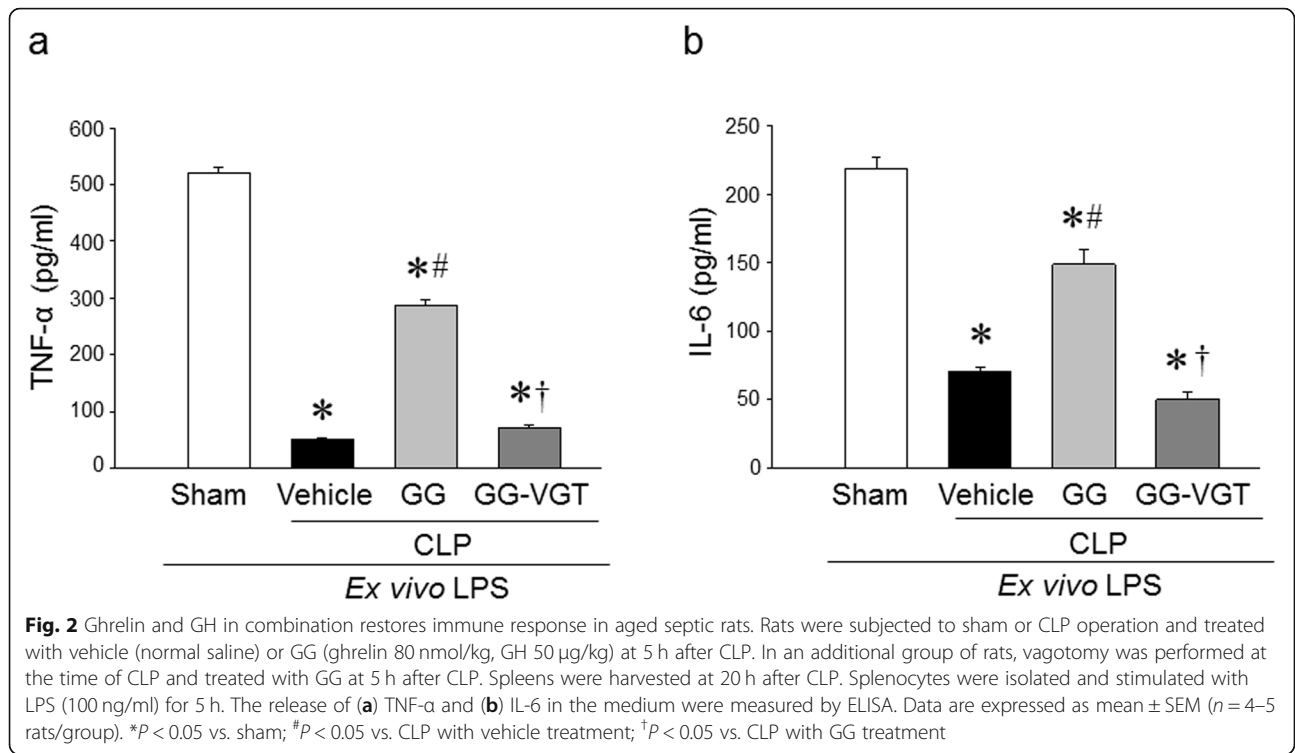 a
600
500
400
300
200
100
0
TNF-α (pg/ml)
*
*#
*†
Sham Vehicle GG GG-VGT
CLP
Ex vivo LPS
b
250
200
150
100
50
0
IL-6 (pg/ml)
*
*#
*†
Sham Vehicle GG GG-VGT
CLP
Ex vivo LPS
Fig. 2 Ghrelin and GH in combination restores immune response in aged septic rats. Rats were subjected to sham or CLP operation and treated
with vehicle (normal saline) or GG (ghrelin 80 nmol/kg, GH 50 μg/kg) at 5 h after CLP. In an additional group of rats, vagotomy was performed at
the time of CLP and treated with GG at 5 h after CLP. Spleens were harvested at 20 h after CLP. Splenocytes were isolated and stimulated with
LPS (100 ng/ml) for 5 h. The release of (a) TNF-α and (b) IL-6 in the medium were measured by ELISA. Data are expressed as mean ± SEM (n = 4–5
rats/group). *P < 0.05 vs. sham; #P < 0.05 vs. CLP with vehicle treatment; †P < 0.05 vs. CLP with GG treatment